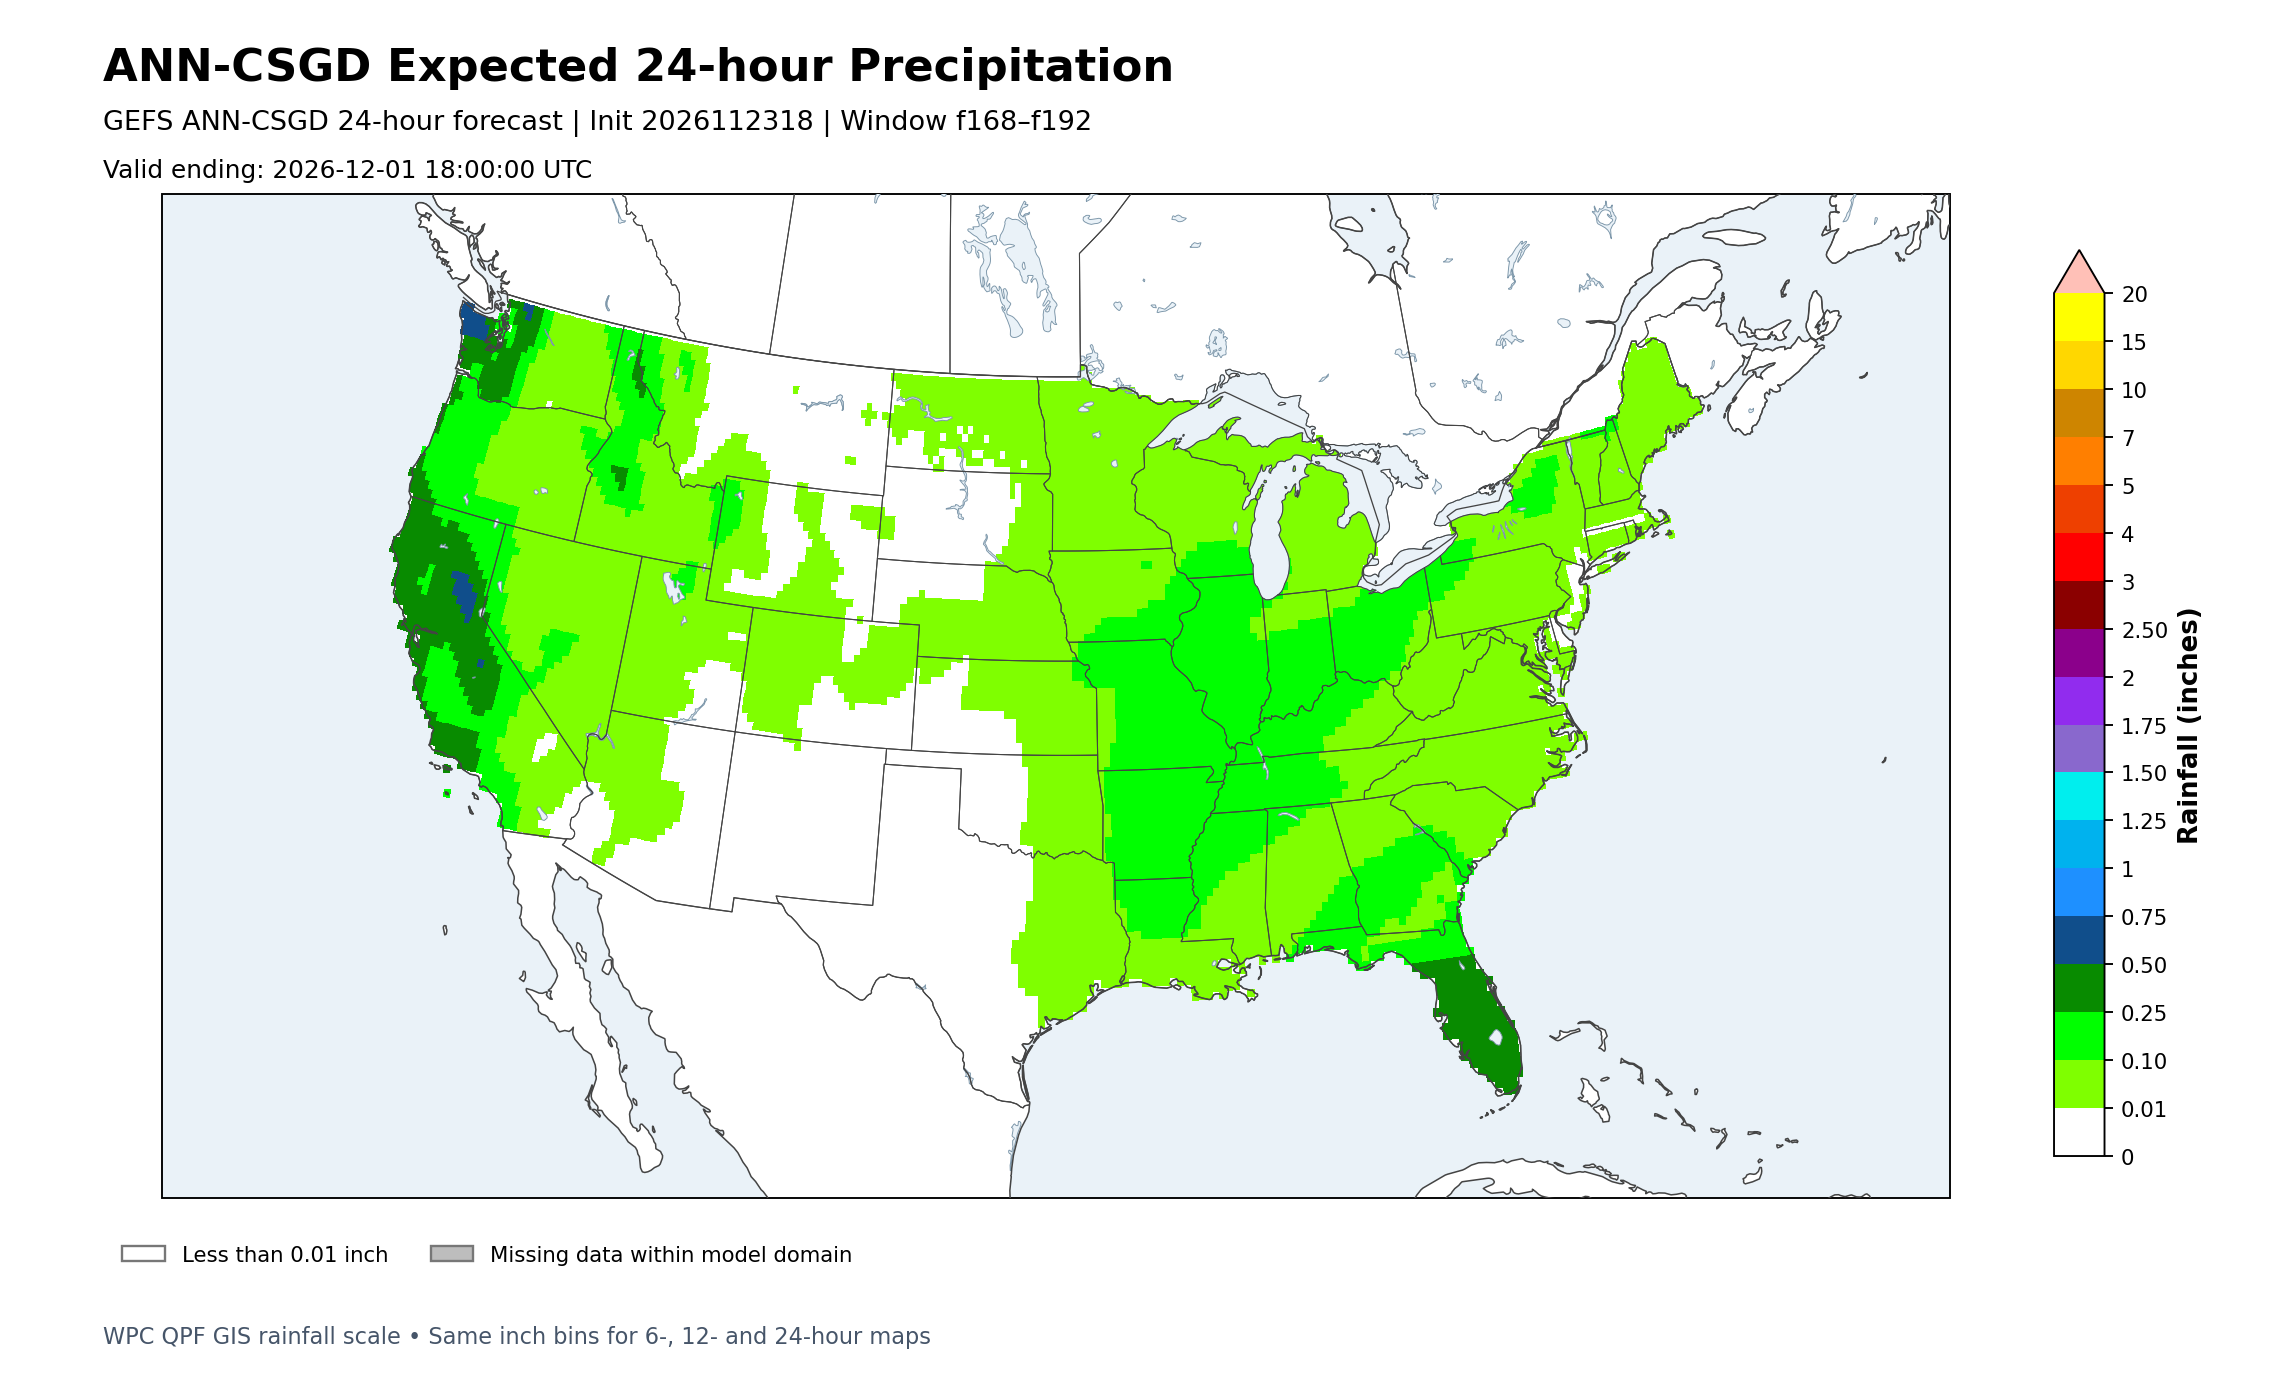 ANN-CSGD Expected 24-hour Precipitation
GEFS ANN-CSGD 24-hour forecast | Init 2026112318 | Window f168–f192
Valid ending: 2026-12-01 18:00:00 UTC
20
15
10
7
5
4
3
2.50
2
1.75
1.50
1.25
1
0.75
0.50
0.25
0.10
0.01
0
Rainfall (inches)
Less than 0.01 inch
Missing data within model domain
WPC QPF GIS rainfall scale • Same inch bins for 6-, 12- and 24-hour maps